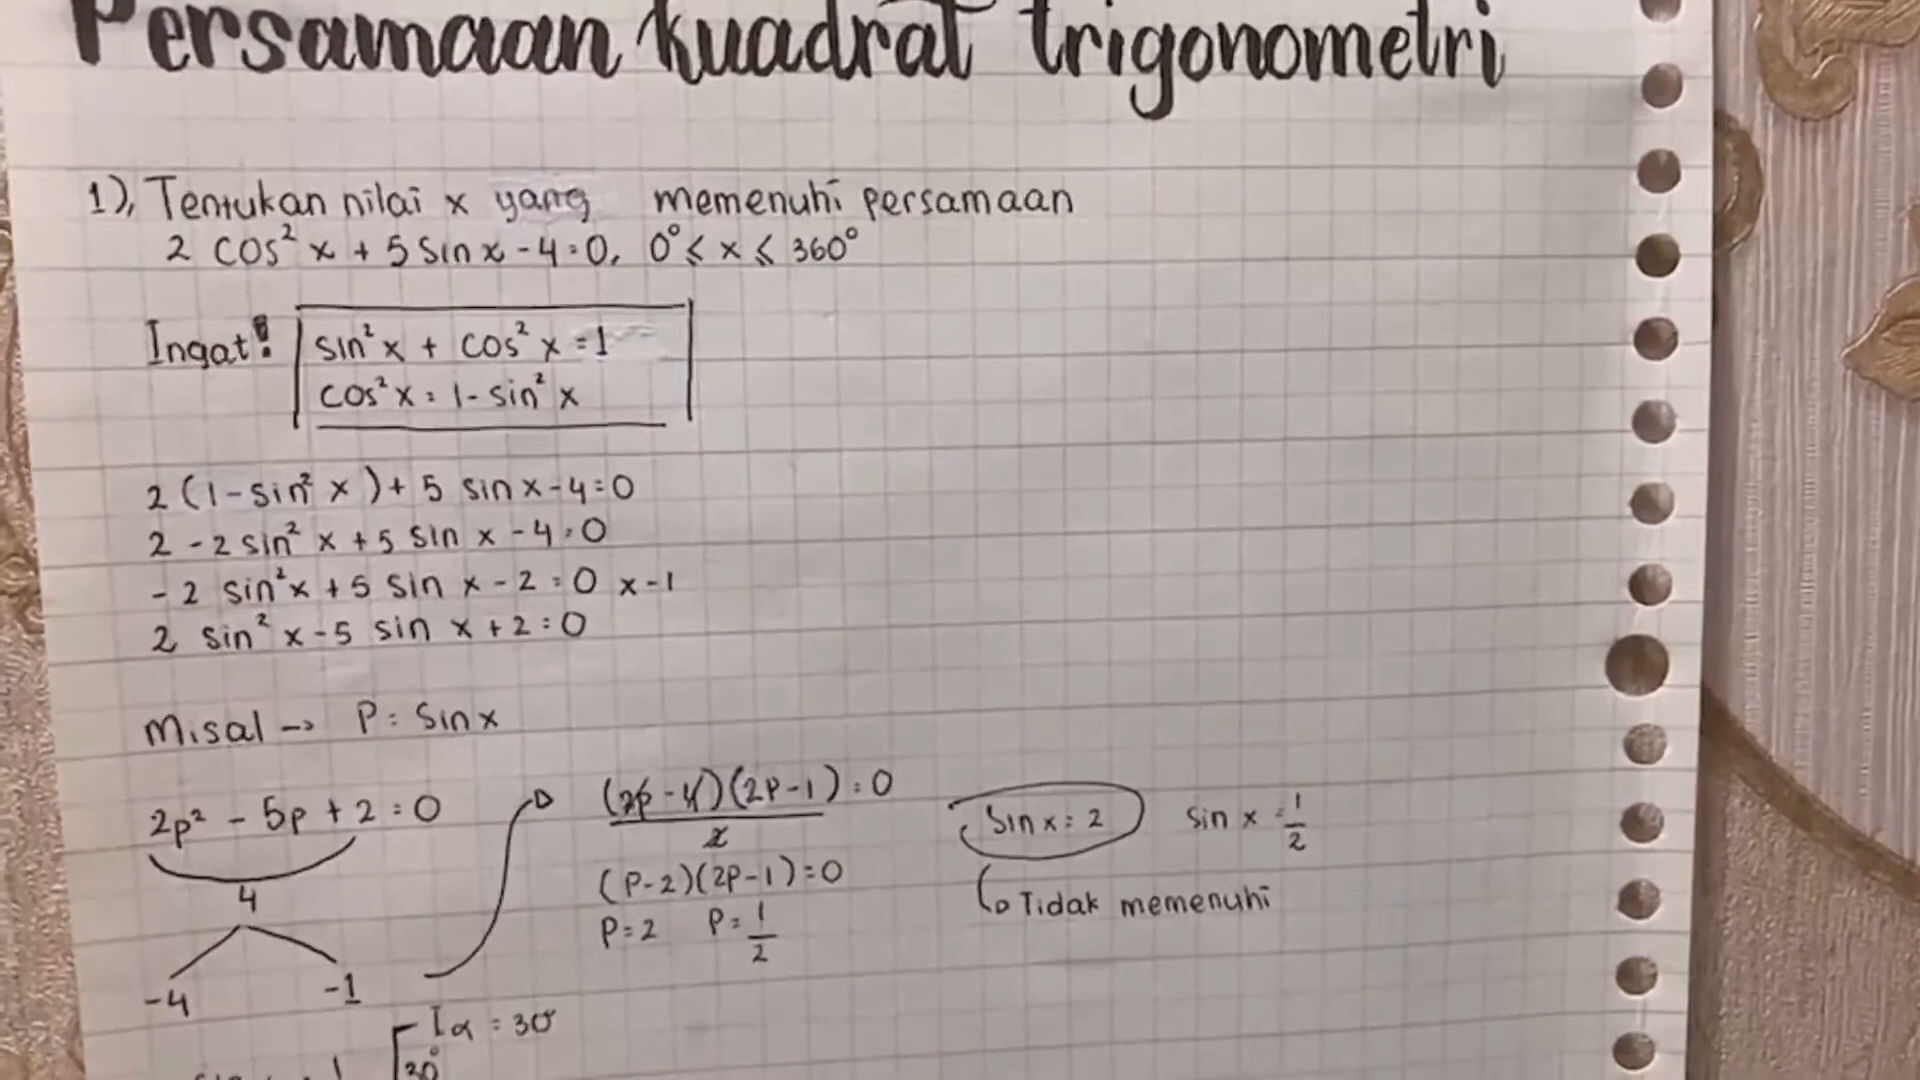 Persamaan kuadrat trigonometri
1), Tentukan nilai x yang memenuhi persamaan
2 cos² x + 5 sin x - 4 = 0, 0° ≤ x ≤ 360°
Ingat! sin² x + cos² x = 1
cos² x = 1 - sin² x
2 (1 - sin² x) + 5 sin x - 4 = 0
2 - 2 sin² x + 5 sin x - 4 = 0
- 2 sin² x + 5 sin x - 2 = 0 x - 1
2 sin² x - 5 sin x + 2 = 0
Misal → P = Sin x
2p² - 5p + 2 = 0
4
-4 -1
(2p - 4)(2p - 1) = 0
2
(P - 2)(2P - 1) = 0
P = 2 P = 1/2
Sin x = 2 sin x = 1/2
Tidak memenuhi
I α = 30°
30°